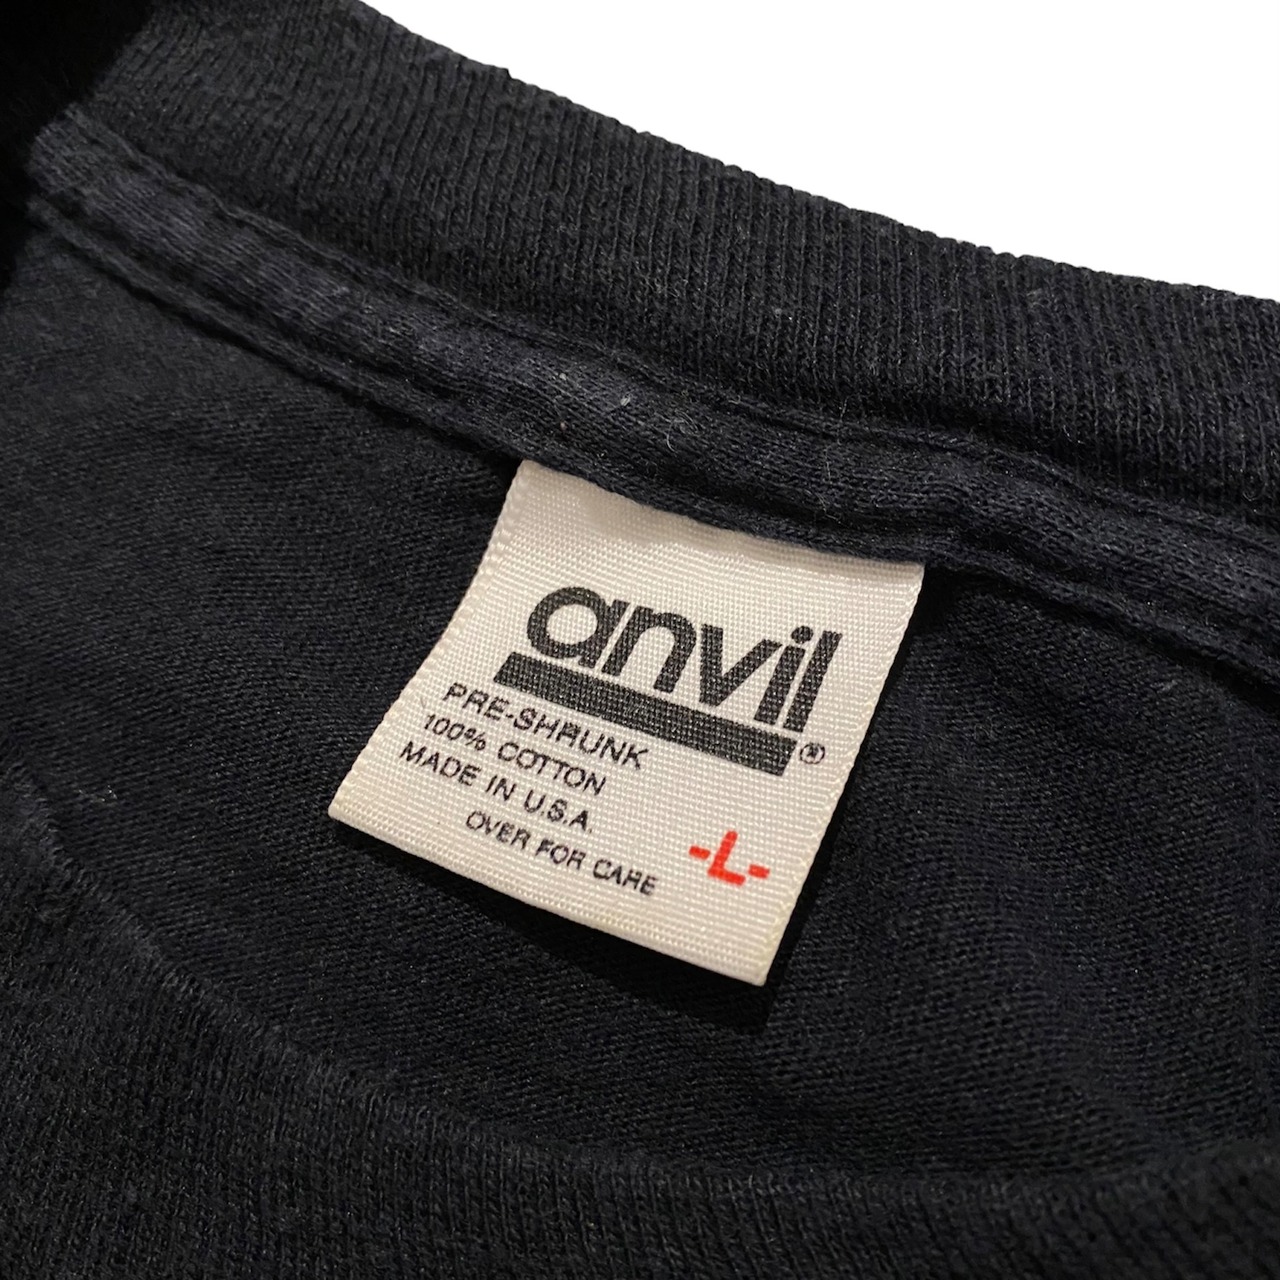 anvil®
PRE-SHRUNK
100% COTTON
MADE IN U.S.A.
OVER FOR CARE
-L-